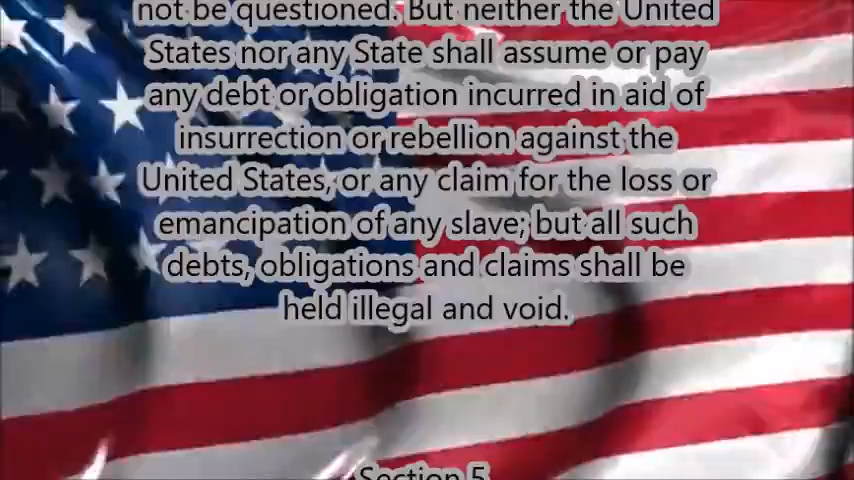 not be questioned. But neither the United
States nor any State shall assume or pay
any debt or obligation incurred in aid of
insurrection or rebellion against the
United States, or any claim for the loss or
emancipation of any slave; but all such
debts, obligations and claims shall be
held illegal and void.
Section 5